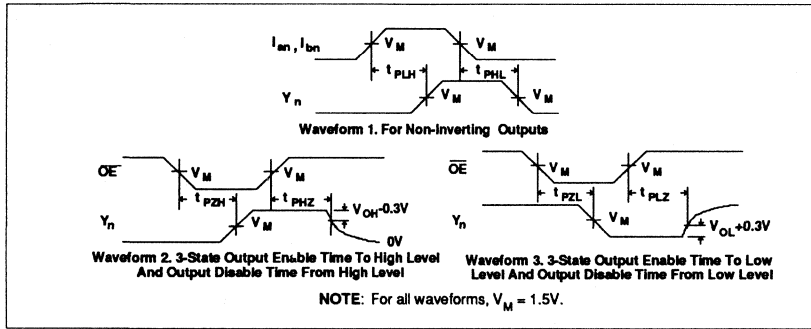 Ian , Ibn
VM
VM
tPLH
tPHL
Yn
VM
VM
Waveform 1. For Non-Inverting Outputs
OE
VM
VM
tPZH
tPHZ
VOH-0.3V
Yn
VM
0V
Waveform 2. 3-State Output Enable Time To High Level
And Output Disable Time From High Level
OE
VM
VM
tPZL
tPLZ
Yn
VM
VOL+0.3V
Waveform 3. 3-State Output Enable Time To Low
Level And Output Disable Time From Low Level
NOTE: For all waveforms, VM = 1.5V.